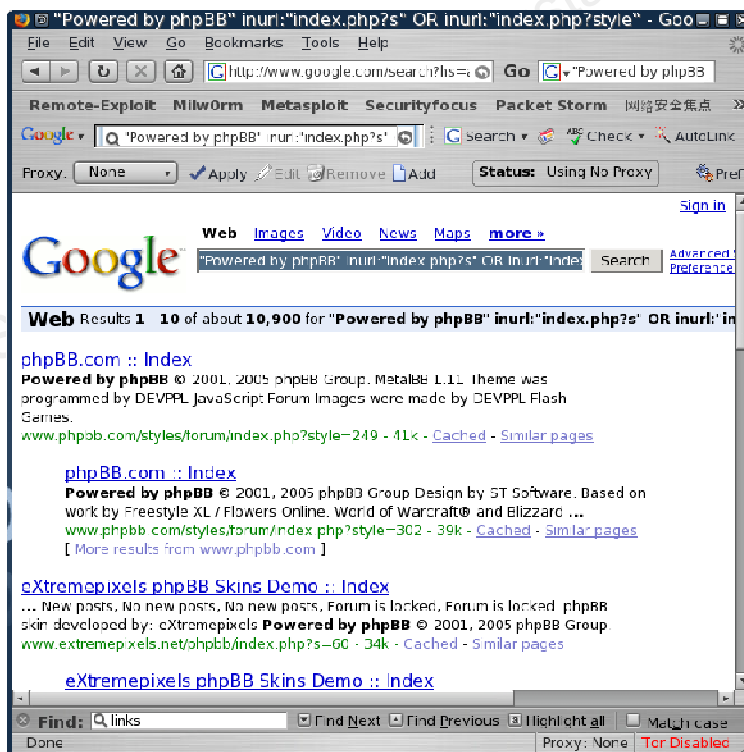 "Powered by phpBB" inurl:"index.php?s" OR inurl:"index.php?style" - Goo
File Edit View Go Bookmarks Tools Help
http://www.google.com/search?hs= Go "Powered by phpBB
Remote-Exploit Milw0rm Metasploit Securityfocus Packet Storm 网络安全焦点 »
Google "Powered by phpBB" inurl:"index.php?s" Search Check AutoLink
Proxy: None Apply Edit Remove Add Status: Using No Proxy Pref
Sign in
Web Images Video News Maps more »
Google "Powered by phpBB" inurl:"index.php?s" OR inurl:"index Search Advanced
Preference
Web Results 1 10 of about 10,900 for "Powered by phpBB" inurl:"index.php?s" OR inurl:"in
phpBB.com :: Index
Powered by phpBB © 2001, 2005 phpBB Group. MetalBB 1.11 Theme was
programmed by DEVPPL JavaScript Forum Images were made by DEVPPL Flash
Games.
www.phpbb.com/styles/forum/index.php?style=249 - 41k - Cached - Similar pages
phpBB.com :: Index
Powered by phpBB © 2001, 2005 phpBB Group Design by ST Software. Based on
work by Freestyle XL / Flowers Online. World of Warcraft® and Blizzard ...
www.phpbb.com/styles/forum/index.php?style=302 - 39k - Cached - Similar pages
[ More results from www.phpbb.com ]
eXtremepixels phpBB Skins Demo :: Index
... New posts, No new posts, No new posts, Forum is locked, Forum is locked. phpBB
skin developed by: eXtremepixels Powered by phpBB © 2001, 2005 phpBB Group.
www.extremepixels.net/phpbb/index.php?s=60 - 34k - Cached - Similar pages
eXtremepixels phpBB Skins Demo :: Index
Find: links Find Next Find Previous Highlight all Match case
Done Proxy: None Tor Disabled